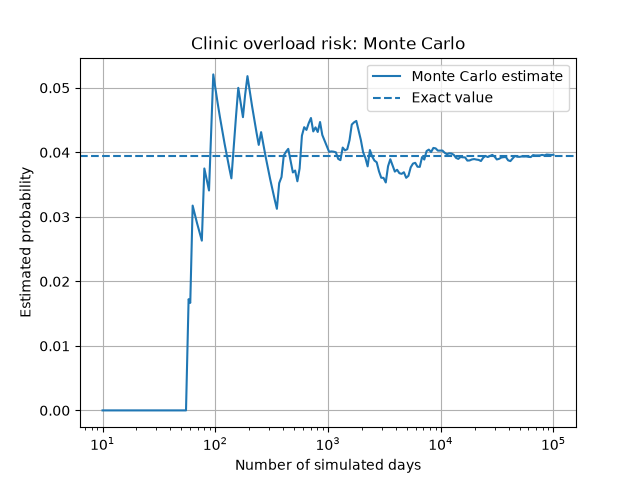 Clinic overload risk: Monte Carlo
Monte Carlo estimate
Exact value
Estimated probability
0.05
0.04
0.03
0.02
0.01
0.00
10¹ 10² 10³ 10⁴ 10⁵
Number of simulated days